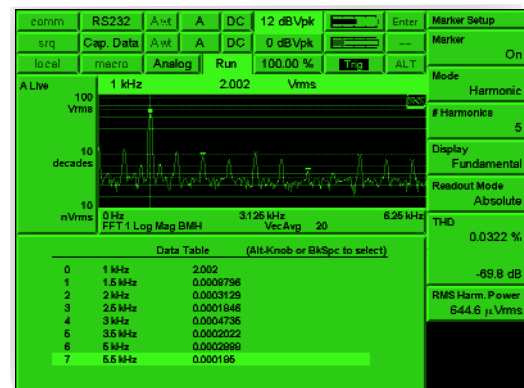 comm RS232 Awt A DC 12 dBVpk Enter Marker Setup
srq Cap. Data Awt A DC 0 dBVpk -- Marker On
local macro Analog Run 100.00 % Trig ALT
Mode Harmonic
A Live 1 kHz 2.002 Vrms
# Harmonics 5
100 Vrms
10 decades
10 nVrms
0 Hz 3.125 kHz 6.25 kHz
FFT 1 Log Mag BMH VecAvg 20
Display Fundamental
Readout Mode Absolute
THD 0.0322 %
-69.8 dB
RMS Harm. Power 644.6 µVrms
Data Table (Alt-Knob or BkSpc to select)
0 1 kHz 2.002
1 1.5 kHz 0.0008796
2 2 kHz 0.0003129
3 2.5 kHz 0.0001846
4 3 kHz 0.0004735
5 3.5 kHz 0.0002022
6 5 kHz 0.0002888
7 5.5 kHz 0.000185